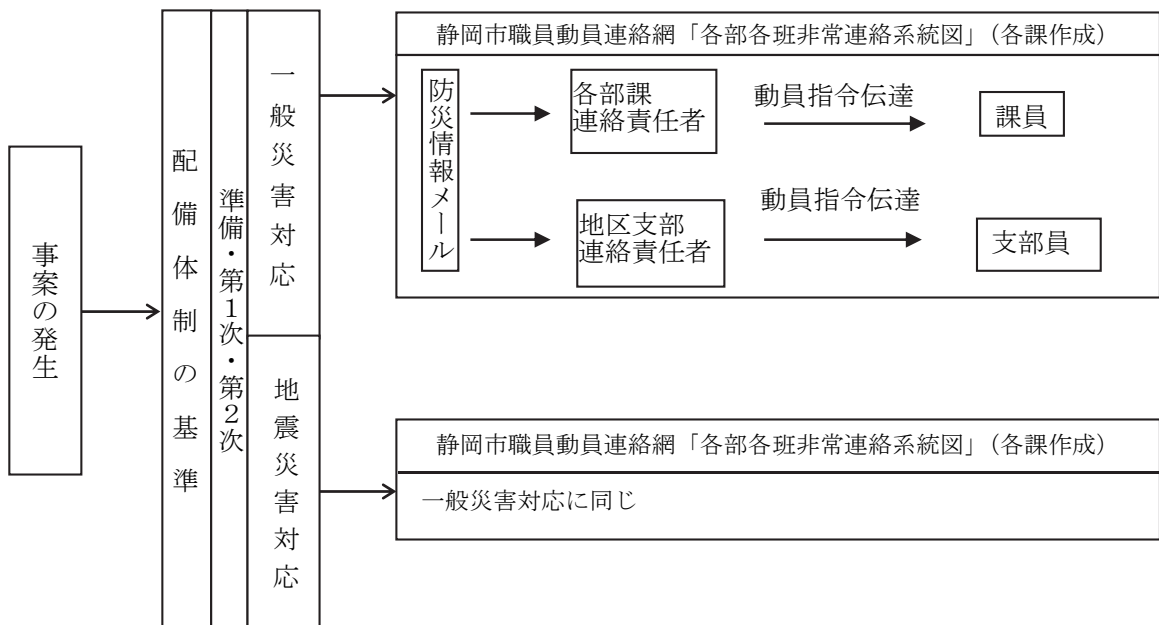 事案の発生
配備体制の基準
準備・第1次・第2次
一般災害対応
静岡市職員動員連絡網「各部各班非常連絡系統図」（各課作成）
防災情報メール
各部課
連絡責任者
動員指令伝達
課員
地区支部
連絡責任者
動員指令伝達
支部員
地震災害対応
静岡市職員動員連絡網「各部各班非常連絡系統図」（各課作成）
一般災害対応に同じ